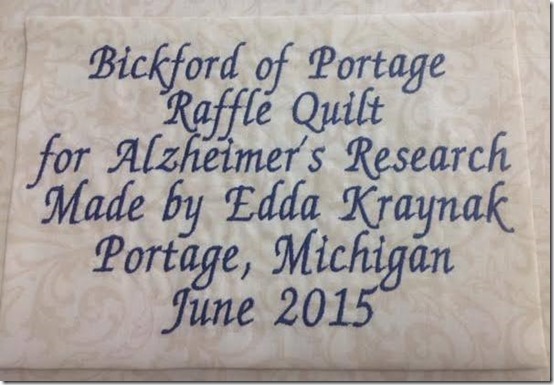 Bickford of Portage
Raffle Quilt
for Alzheimer's Research
Made by Edda Kraynak
Portage, Michigan
June 2015